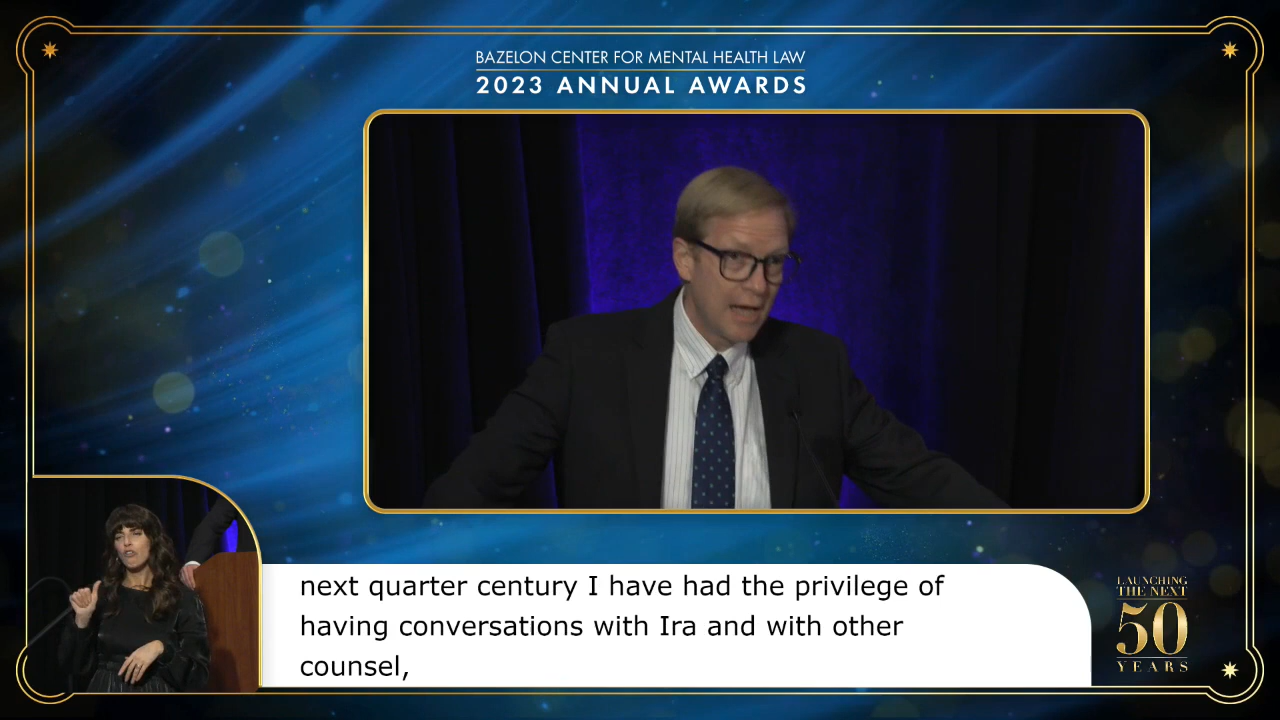 BAZELON CENTER FOR MENTAL HEALTH LAW
2023 ANNUAL AWARDS
next quarter century I have had the privilege of
having conversations with Ira and with other
counsel,
LAUNCHING
THE NEXT
50
YEARS